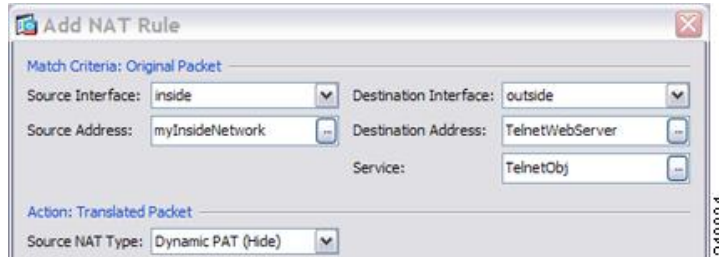 Add NAT Rule
Match Criteria: Original Packet
Source Interface: inside Destination Interface: outside
Source Address: myInsideNetwork ... Destination Address: TelnetWebServer ...
Service: TelnetObj ...
Action: Translated Packet
Source NAT Type: Dynamic PAT (Hide)